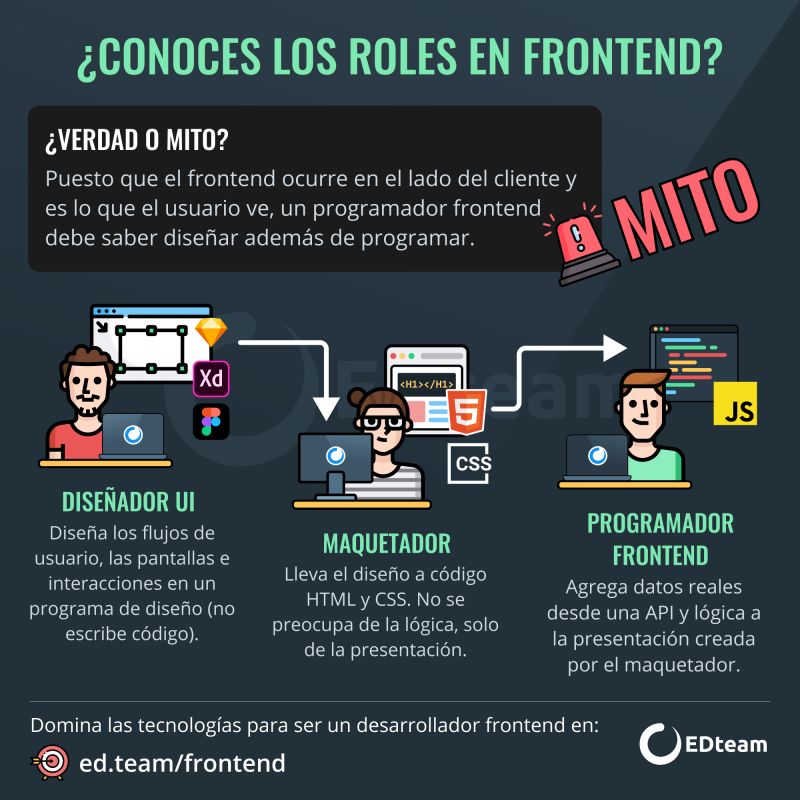 ¿CONOCES LOS ROLES EN FRONTEND?
¿VERDAD O MITO?
Puesto que el frontend ocurre en el lado del cliente y
es lo que el usuario ve, un programador frontend
debe saber diseñar además de programar.
MITO
Xd
DISEÑADOR UI
Diseña los flujos de
usuario, las pantallas e
interacciones en un
programa de diseño (no
escribe código).
<H1></H1>
5
CSS
MAQUETADOR
Lleva el diseño a código
HTML y CSS. No se
preocupa de la lógica, solo
de la presentación.
JS
PROGRAMADOR
FRONTEND
Agrega datos reales
desde una API y lógica a
la presentación creada
por el maquetador.
EDteam
Domina las tecnologías para ser un desarrollador frontend en:
ed.team/frontend
EDteam